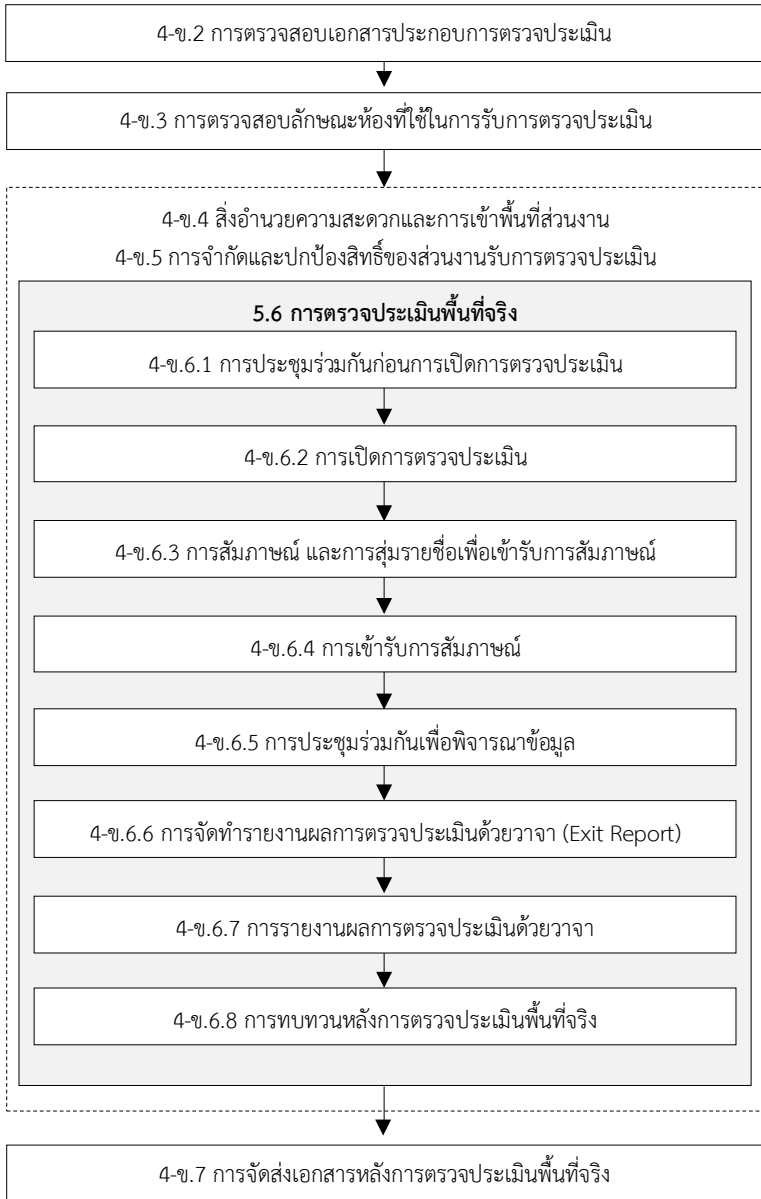 4-ข.2 การตรวจสอบเอกสารประกอบการตรวจประเมิน
4-ข.3 การตรวจสอบลักษณะห้องที่ใช้ในการรับการตรวจประเมิน
4-ข.4 สิ่งอำนวยความสะดวกและการเข้าพื้นที่ส่วนงาน
4-ข.5 การจำกัดและปกป้องสิทธิ์ของส่วนงานรับการตรวจประเมิน
5.6 การตรวจประเมินพื้นที่จริง
4-ข.6.1 การประชุมร่วมกันก่อนการเปิดการตรวจประเมิน
4-ข.6.2 การเปิดการตรวจประเมิน
4-ข.6.3 การสัมภาษณ์ และการสุ่มรายชื่อเพื่อเข้ารับการสัมภาษณ์
4-ข.6.4 การเข้ารับการสัมภาษณ์
4-ข.6.5 การประชุมร่วมกันเพื่อพิจารณาข้อมูล
4-ข.6.6 การจัดทำรายงานผลการตรวจประเมินด้วยวาจา (Exit Report)
4-ข.6.7 การรายงานผลการตรวจประเมินด้วยวาจา
4-ข.6.8 การทบทวนหลังการตรวจประเมินพื้นที่จริง
4-ข.7 การจัดส่งเอกสารหลังการตรวจประเมินพื้นที่จริง